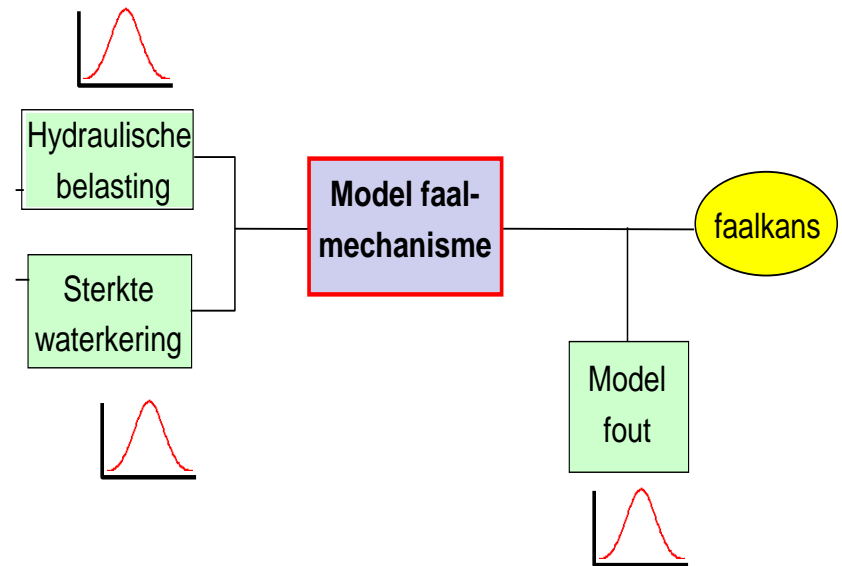 Hydraulische
belasting
Sterkte
waterkering
Model faal-
mechanisme
faalkans
Model
fout